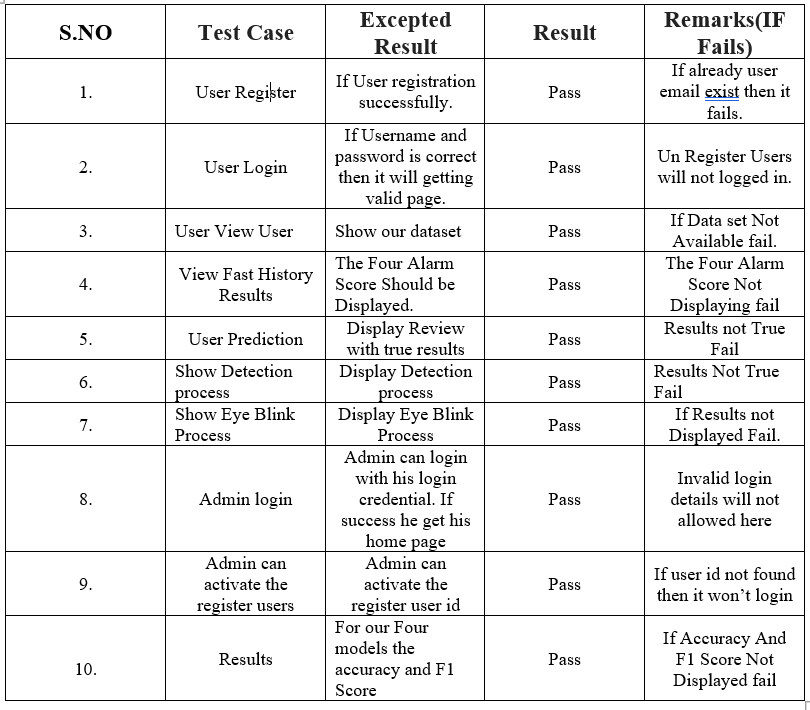 S.NO
Test Case
Excepted
Result
Result
Remarks(IF
Fails)
1.
User Register
If User registration
successfully.
Pass
If already user
email exist then it
fails.
2.
User Login
If Username and
password is correct
then it will getting
valid page.
Pass
Un Register Users
will not logged in.
3.
User View User
Show our dataset
Pass
If Data set Not
Available fail.
4.
View Fast History
Results
The Four Alarm
Score Should be
Displayed.
Pass
The Four Alarm
Score Not
Displaying fail
5.
User Prediction
Display Review
with true results
Pass
Results not True
Fail
6.
Show Detection
process
Display Detection
process
Pass
Results Not True
Fail
7.
Show Eye Blink
Process
Display Eye Blink
Process
Pass
If Results not
Displayed Fail.
8.
Admin login
Admin can login
with his login
credential. If
success he get his
home page
Pass
Invalid login
details will not
allowed here
9.
Admin can
activate the
register users
Admin can
activate the
register user id
Pass
If user id not found
then it won’t login
10.
Results
For our Four
models the
accuracy and F1
Score
Pass
If Accuracy And
F1 Score Not
Displayed fail